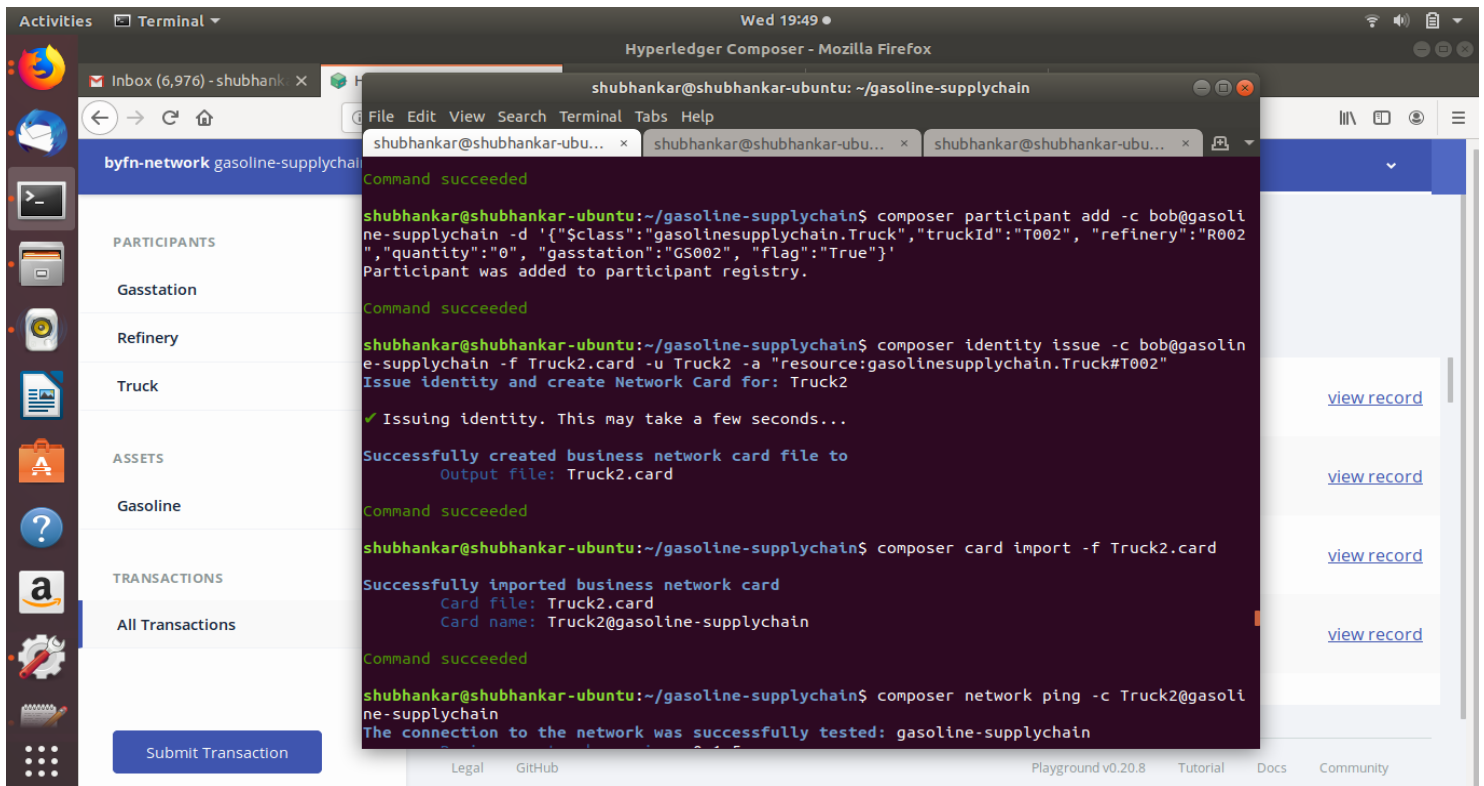 Activities Terminal Wed 19:49
Hyperledger Composer - Mozilla Firefox
Inbox (6,976) - shubhank
H
shubhankar@shubhankar-ubuntu: ~/gasoline-supplychain
File Edit View Search Terminal Tabs Help
shubhankar@shubhankar-ubu... × shubhankar@shubhankar-ubu... × shubhankar@shubhankar-ubu... ×
byfn-network gasoline-supplychai
PARTICIPANTS
Gasstation
Refinery
Truck
ASSETS
Gasoline
TRANSACTIONS
All Transactions
Submit Transaction
Command succeeded
shubhankar@shubhankar-ubuntu:~/gasoline-supplychain$ composer participant add -c bob@gasoli
ne-supplychain -d '{"$class":"gasolinesupplychain.Truck","truckId":"T002", "refinery":"R002
","quantity":"0", "gasstation":"GS002", "flag":"True"}'
Participant was added to participant registry.
Command succeeded
shubhankar@shubhankar-ubuntu:~/gasoline-supplychain$ composer identity issue -c bob@gasolin
e-supplychain -f Truck2.card -u Truck2 -a "resource:gasolinesupplychain.Truck#T002"
Issue identity and create Network Card for: Truck2
✔ Issuing identity. This may take a few seconds...
Successfully created business network card file to
Output file: Truck2.card
Command succeeded
shubhankar@shubhankar-ubuntu:~/gasoline-supplychain$ composer card import -f Truck2.card
Successfully imported business network card
Card file: Truck2.card
Card name: Truck2@gasoline-supplychain
Command succeeded
shubhankar@shubhankar-ubuntu:~/gasoline-supplychain$ composer network ping -c Truck2@gasoli
ne-supplychain
The connection to the network was successfully tested: gasoline-supplychain
view record
view record
view record
view record
Legal GitHub Playground v0.20.8 Tutorial Docs Community